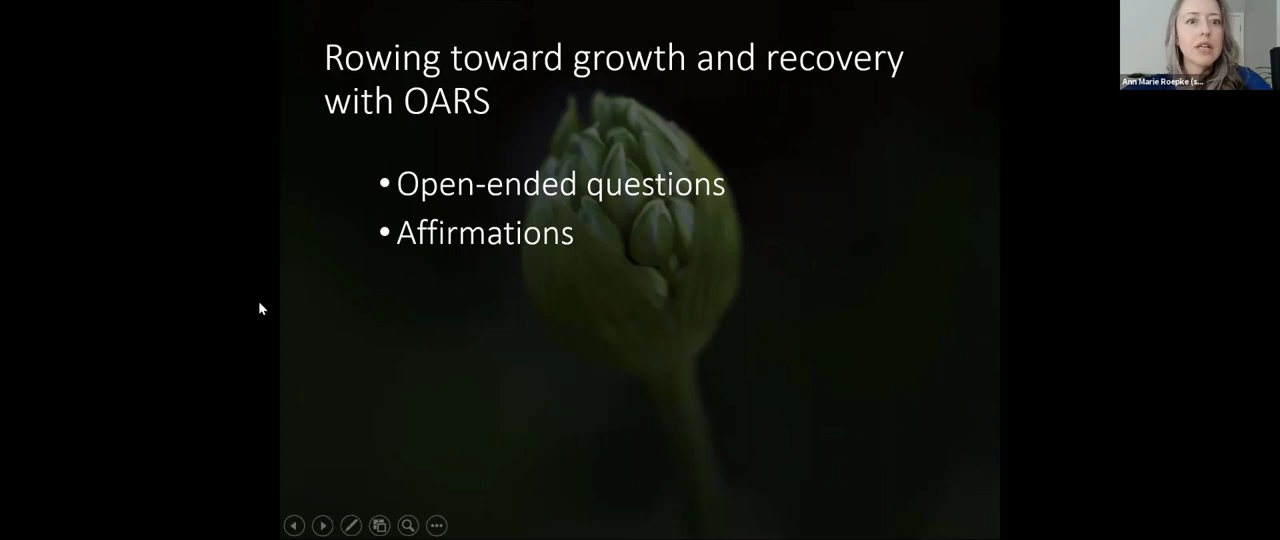 Rowing toward growth and recovery
with OARS
• Open-ended questions
• Affirmations
Ann Marie Roepke (s...